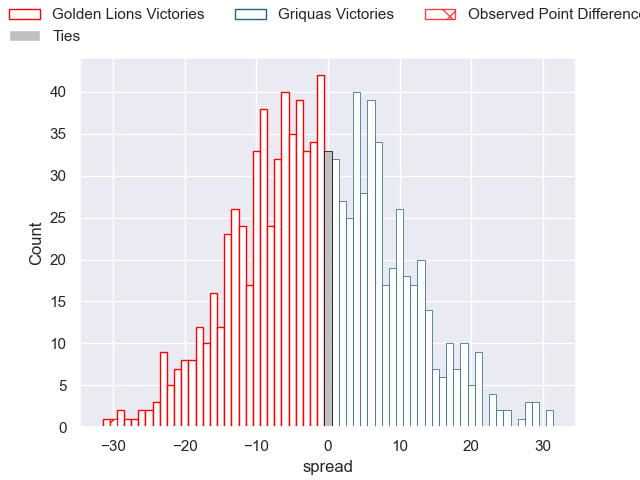 Golden Lions Victories Griquas Victories Observed Point Difference
Ties
40
35
30
25
20
15
10
5
0
Count
−30 −20 −10 0 10 20 30
spread